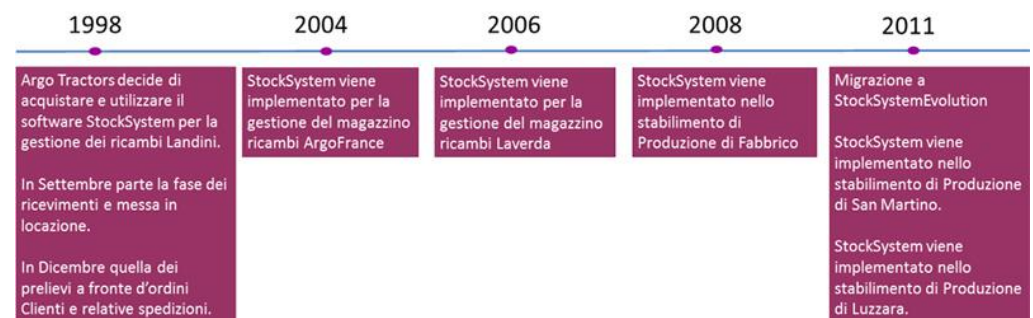 1998
2004
2006
2008
2011
Argo Tractors decide di
acquistare e utilizzare il
software StockSystem per la
gestione dei ricambi Landini.
In Settembre parte la fase dei
ricevimenti e messa in
locazione.
In Dicembre quella dei
prelievi a fronte d’ordini
Clienti e relative spedizioni.
StockSystem viene
implementato per la
gestione del magazzino
ricambi ArgoFrance
StockSystem viene
implementato per la
gestione del magazzino
ricambi Laverda
StockSystem viene
implementato nello
stabilimento di
Produzione di Fabbrico
Migrazione a
StockSystemEvolution
StockSystem viene
implementato nello
stabilimento di Produzione
di San Martino.
StockSystem viene
implementato nello
stabilimento di Produzione
di Luzzara.